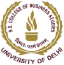 S.S. COLLEGE OF BUSINESS STUDIES
UNIVERSITY OF DELHI